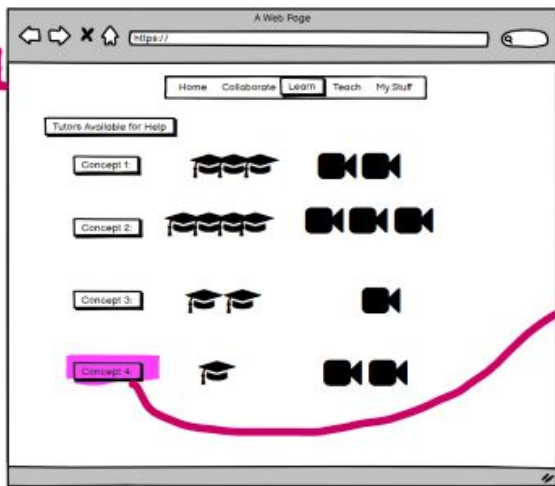 A Web Page
https://
Home Collaborate Learn Teach My Stuff
Tutors Available for Help
Concept 1:
Concept 2:
Concept 3:
Concept 4: